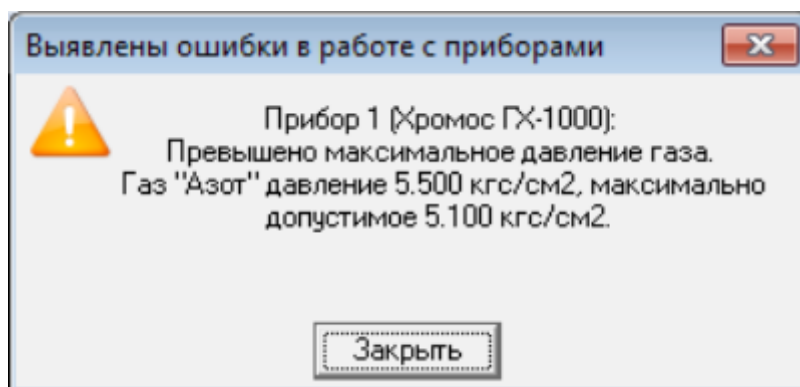 Выявлены ошибки в работе с приборами
Прибор 1 (Хромос ГХ-1000):
Превышено максимальное давление газа.
Газ "Азот" давление 5.500 кгс/см2, максимально
допустимое 5.100 кгс/см2.
Закрыть